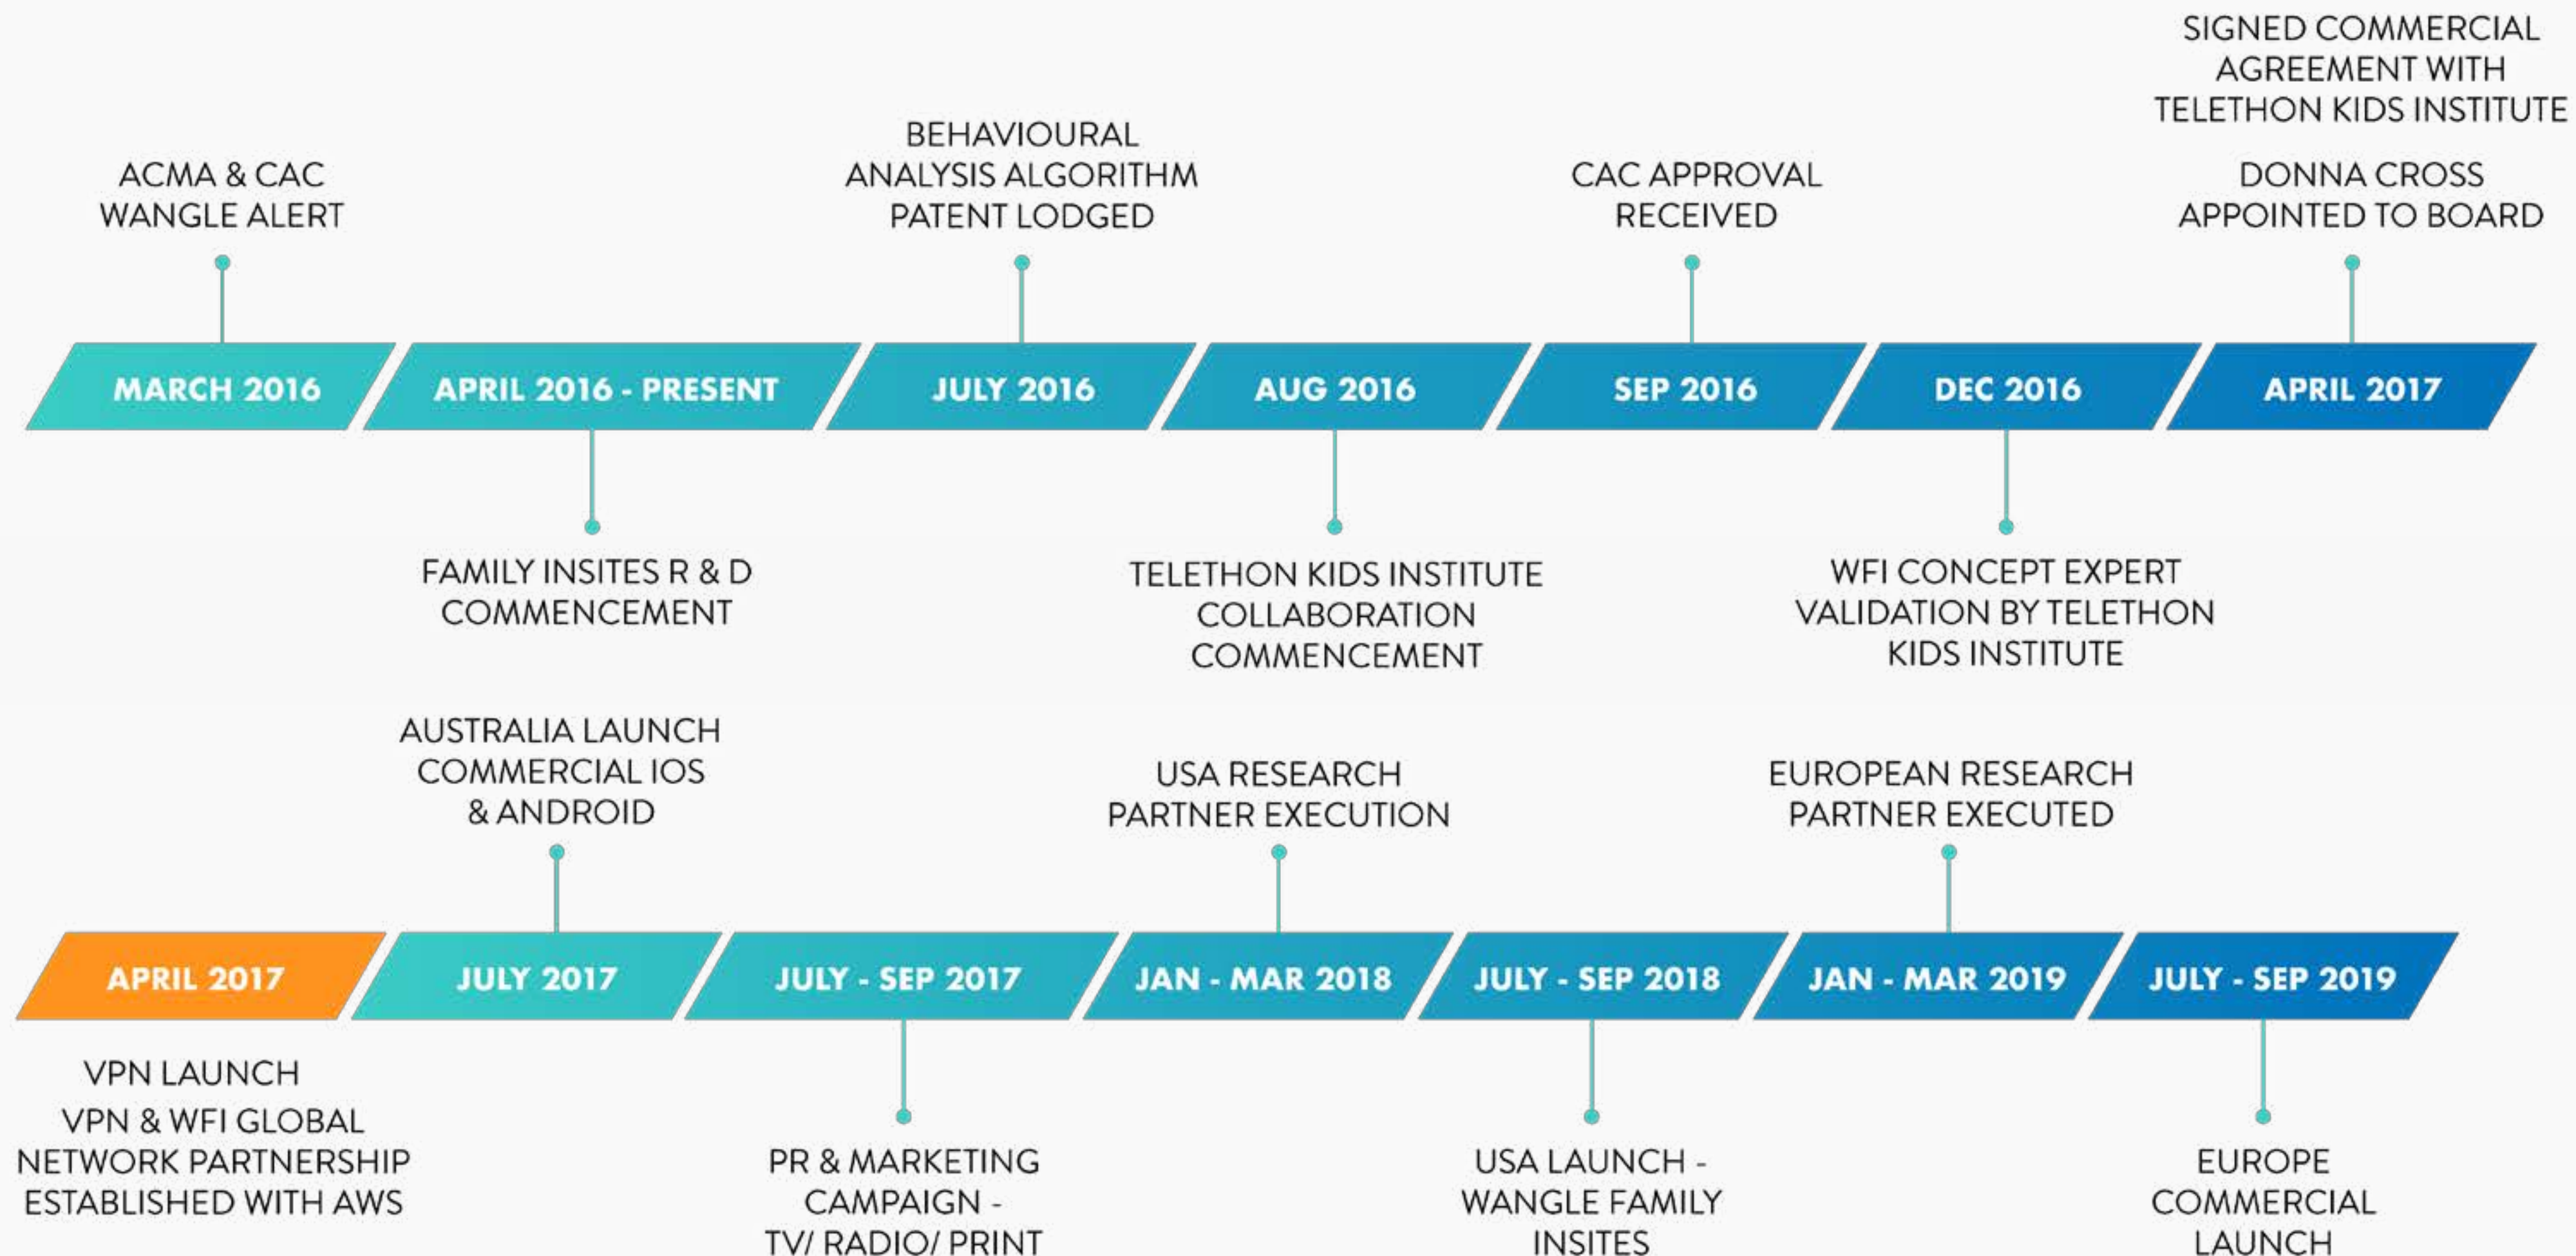 ACMA & CAC
WANGLE ALERT
BEHAVIOURAL
ANALYSIS ALGORITHM
PATENT LODGED
CAC APPROVAL
RECEIVED
SIGNED COMMERCIAL
AGREEMENT WITH
TELETHON KIDS INSTITUTE
DONNA CROSS
APPOINTED TO BOARD
MARCH 2016
APRIL 2016 - PRESENT
JULY 2016
AUG 2016
SEP 2016
DEC 2016
APRIL 2017
FAMILY INSITES R & D
COMMENCEMENT
TELETHON KIDS INSTITUTE
COLLABORATION
COMMENCEMENT
WFI CONCEPT EXPERT
VALIDATION BY TELETHON
KIDS INSTITUTE
AUSTRALIA LAUNCH
COMMERCIAL IOS
& ANDROID
USA RESEARCH
PARTNER EXECUTION
EUROPEAN RESEARCH
PARTNER EXECUTED
APRIL 2017
JULY 2017
JULY - SEP 2017
JAN - MAR 2018
JULY - SEP 2018
JAN - MAR 2019
JULY - SEP 2019
VPN LAUNCH
VPN & WFI GLOBAL
NETWORK PARTNERSHIP
ESTABLISHED WITH AWS
PR & MARKETING
CAMPAIGN -
TV/ RADIO/ PRINT
USA LAUNCH -
WANGLE FAMILY
INSITES
EUROPE
COMMERCIAL
LAUNCH